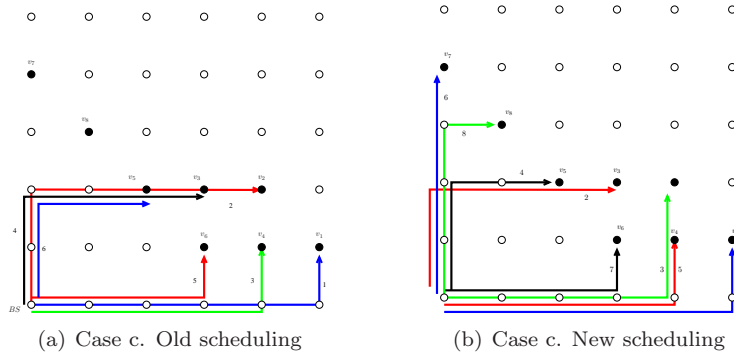 v7
v7
6
v8
v8
8
v5
v3
v2
4
v5
v3
2
2
4
6
v6
v4
v1
v6
v4
v
5
3
1
7
3
5
BS
(a) Case c. Old scheduling
(b) Case c. New scheduling